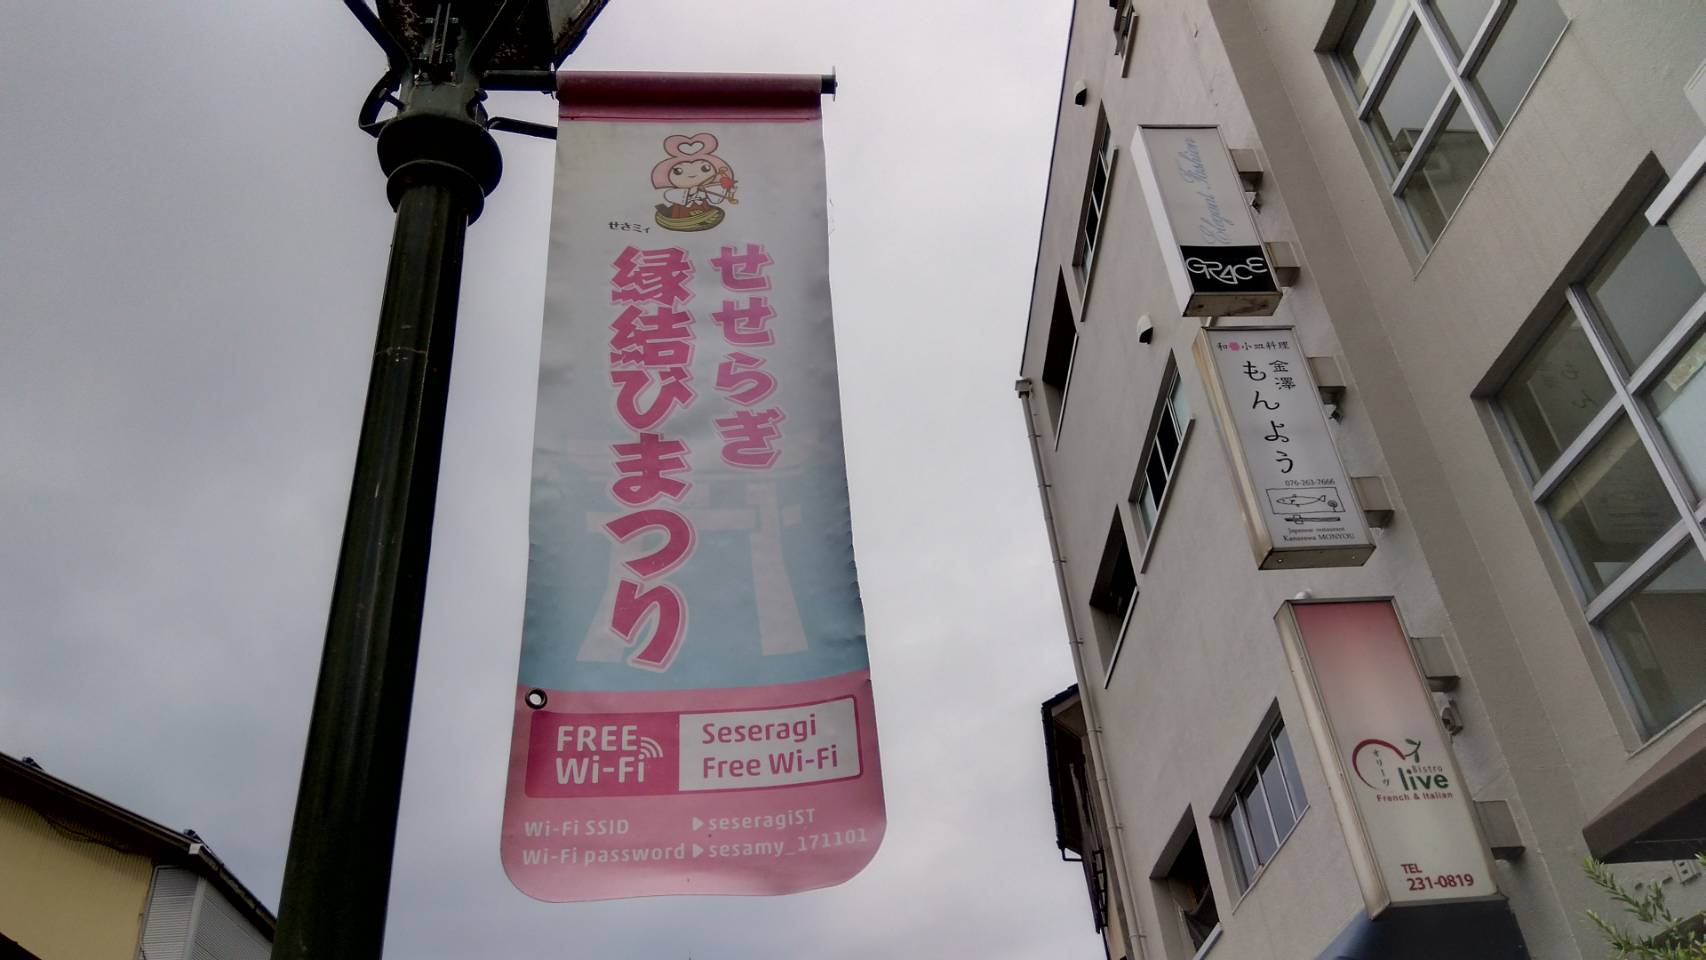 せさミィ
せせらぎ
縁結びまつり
FREE
Wi-Fi
Seseragi
Free Wi-Fi
Wi-Fi SSID ▶seseragiST
Wi-Fi password▶sesamy_171101
Elegant Fashion
GRACE
和 小皿料理
金澤
もんよう
076-263-7666
Japanese restaurant
Kanazawa MONYOU
オリーヴ
Bistro
Olive
French & Italian
TEL
231-0819